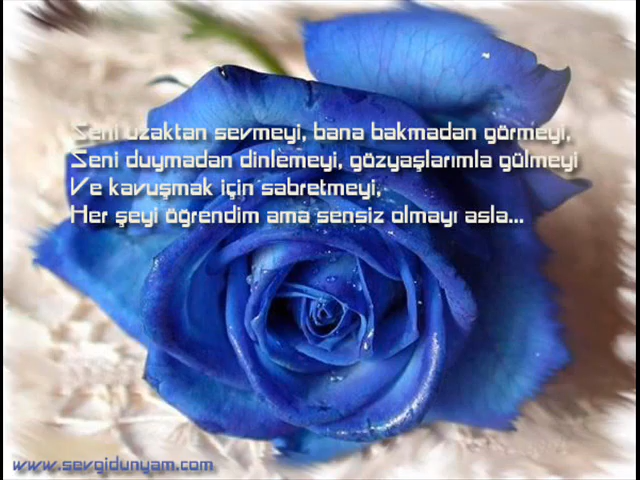 Seni uzaktan sevmeyi, bana bakmadan görmeyi,
Seni duymadan dinlemeyi, gözyaşlarımla gülmeyi
Ve kavuşmak için sabretmeyi,
Her şeyi öğrendim ama sensiz olmayı asla...
www.sevgidunyam.com